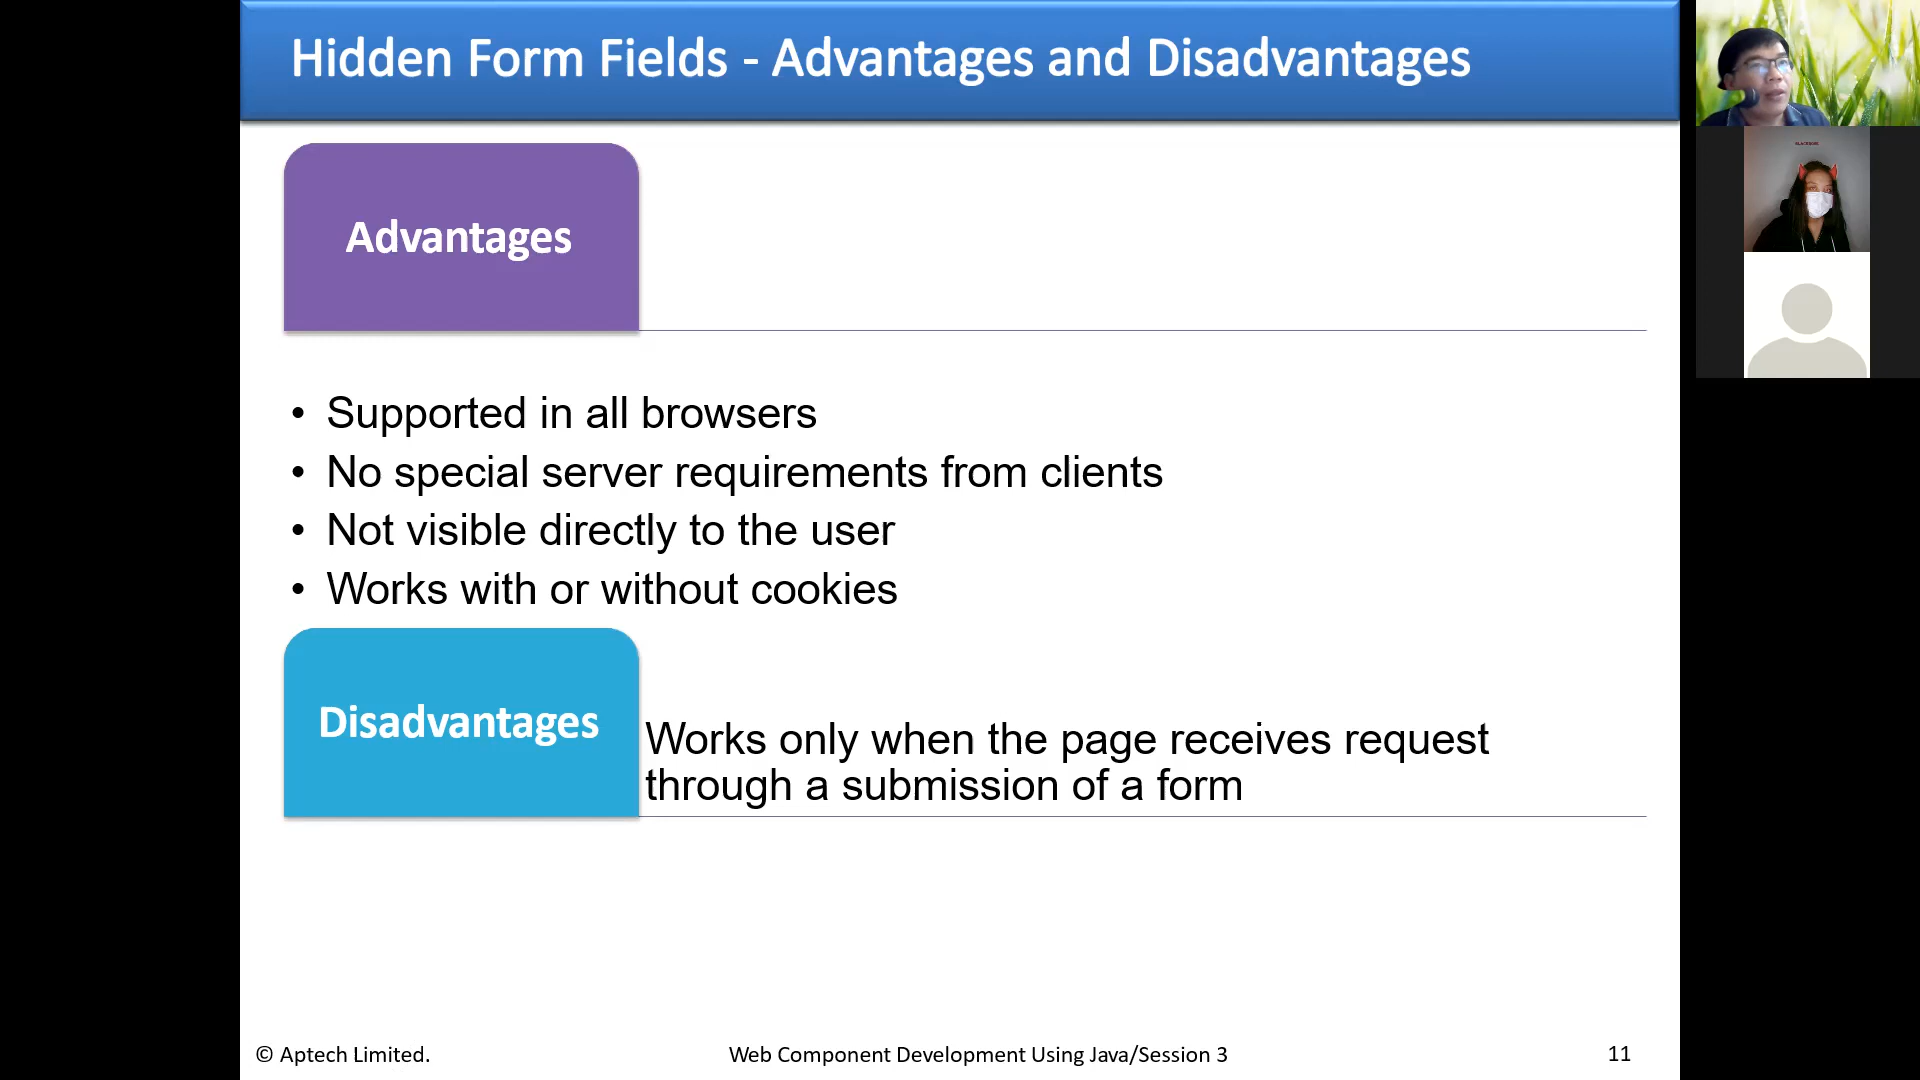 Hidden Form Fields - Advantages and Disadvantages
Advantages
• Supported in all browsers
• No special server requirements from clients
• Not visible directly to the user
• Works with or without cookies
Disadvantages
Works only when the page receives request
through a submission of a form
© Aptech Limited.
Web Component Development Using Java/Session 3
11